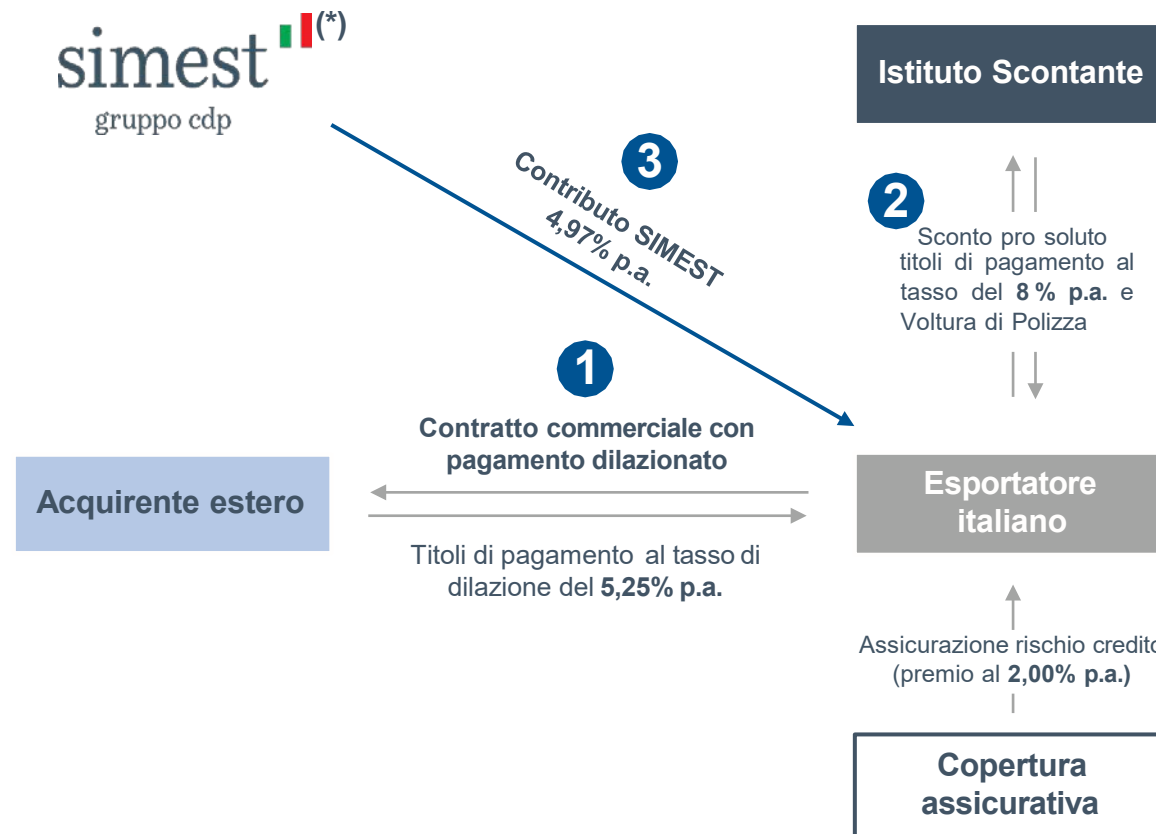 simest (*)
gruppo cdp
Istituto Scontante
3
Contributo SIMEST
4,97% p.a.
2
Sconto pro soluto
titoli di pagamento al
tasso del 8 % p.a. e
Voltura di Polizza
1
Contratto commerciale con
pagamento dilazionato
Acquirente estero
Esportatore
italiano
Titoli di pagamento al tasso di
dilazione del 5,25% p.a.
Assicurazione rischio credito
(premio al 2,00% p.a.)
Copertura
assicurativa